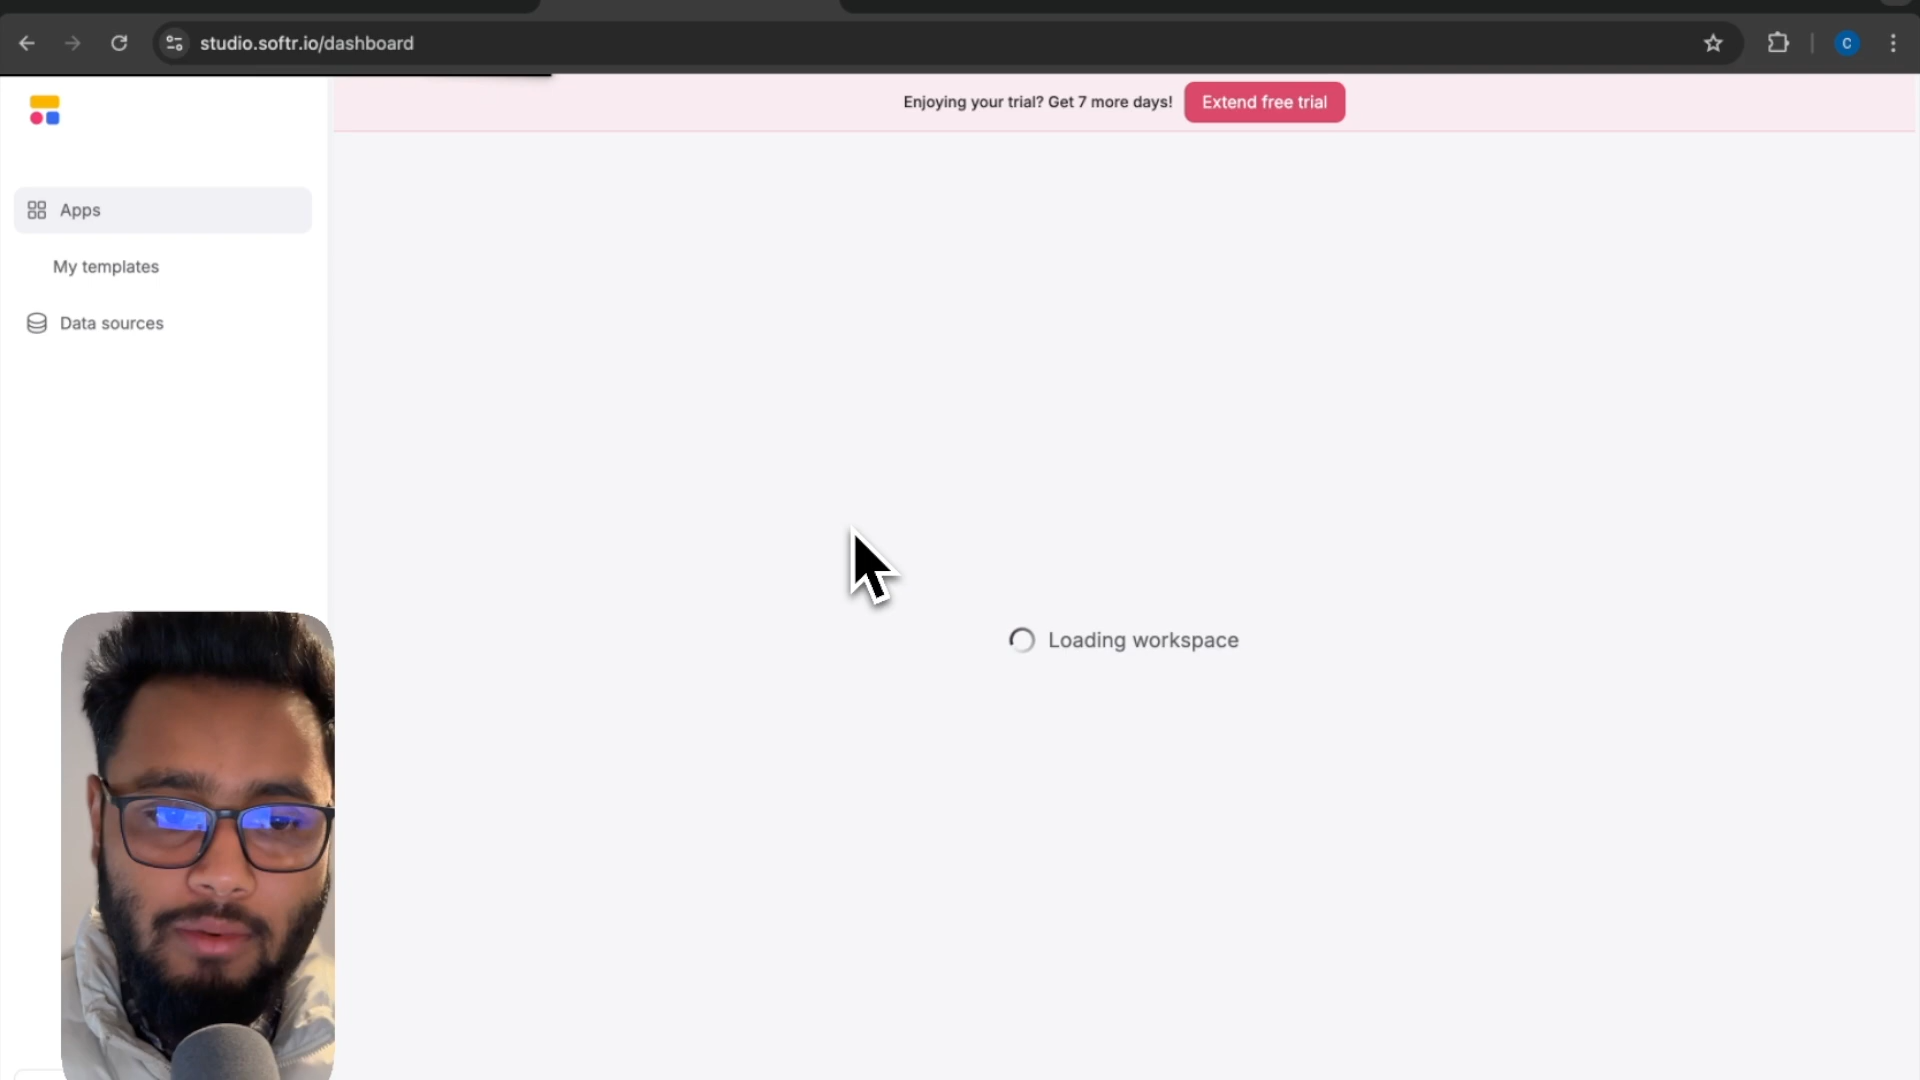 studio.softr.io/dashboard
C
Enjoying your trial? Get 7 more days!
Extend free trial
Apps
My templates
Data sources
Loading workspace